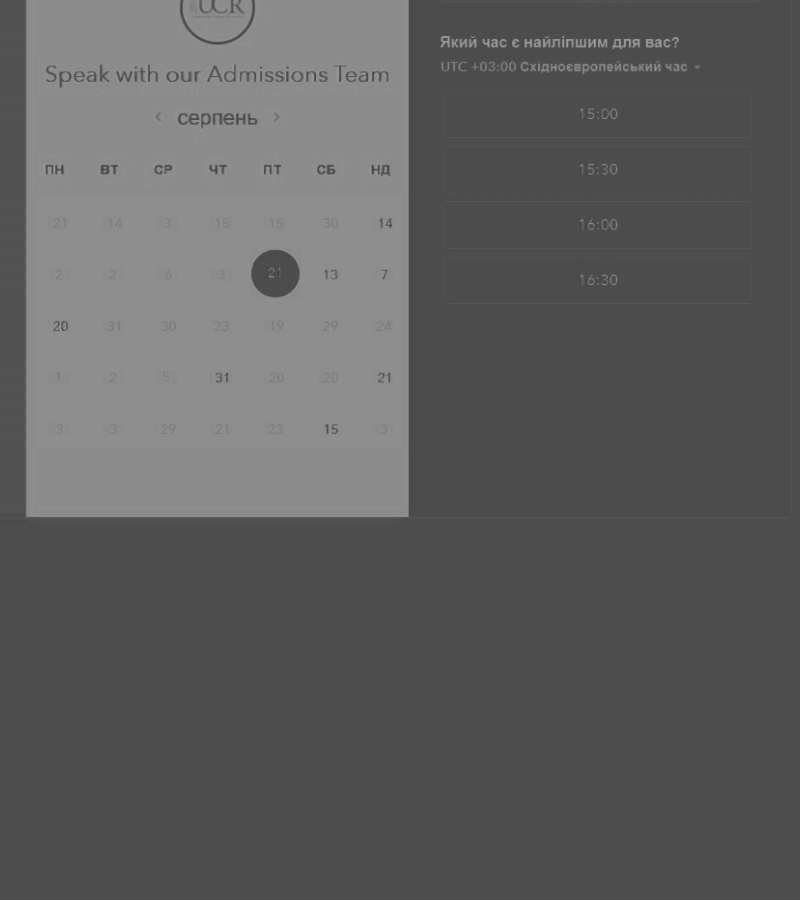 UCR
Speak with our Admissions Team
серпень
ПН ВТ СР ЧТ ПТ СБ НД
21 14 3 15 15 30 14
2 2 6 3 21 13 7
20 31 30 23 19 29 24
1 2 5 31 20 20 21
3 3 29 21 23 15 3
Який час є найліпшим для вас?
UTC +03:00 Східноєвропейський час
15:00
15:30
16:00
16:30